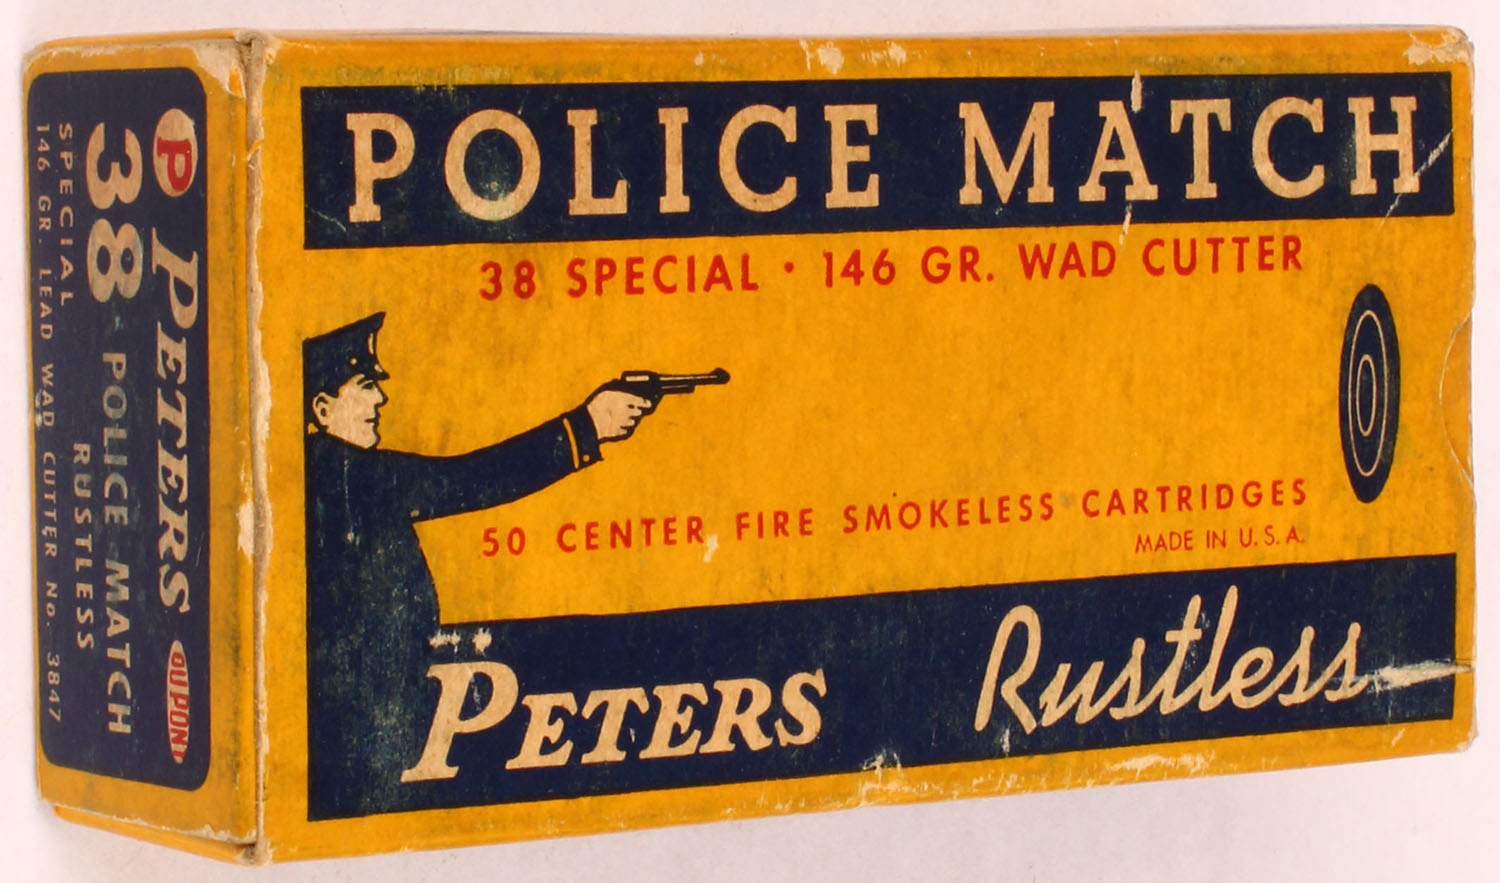 POLICE MATCH
38 SPECIAL · 146 GR. WAD CUTTER
50 CENTER FIRE SMOKELESS CARTRIDGES
MADE IN U.S.A.
PETERS Rustless
P PETERS DUPONT
38 POLICE MATCH
SPECIAL RUSTLESS
146 GR. LEAD WAD CUTTER No. 3847